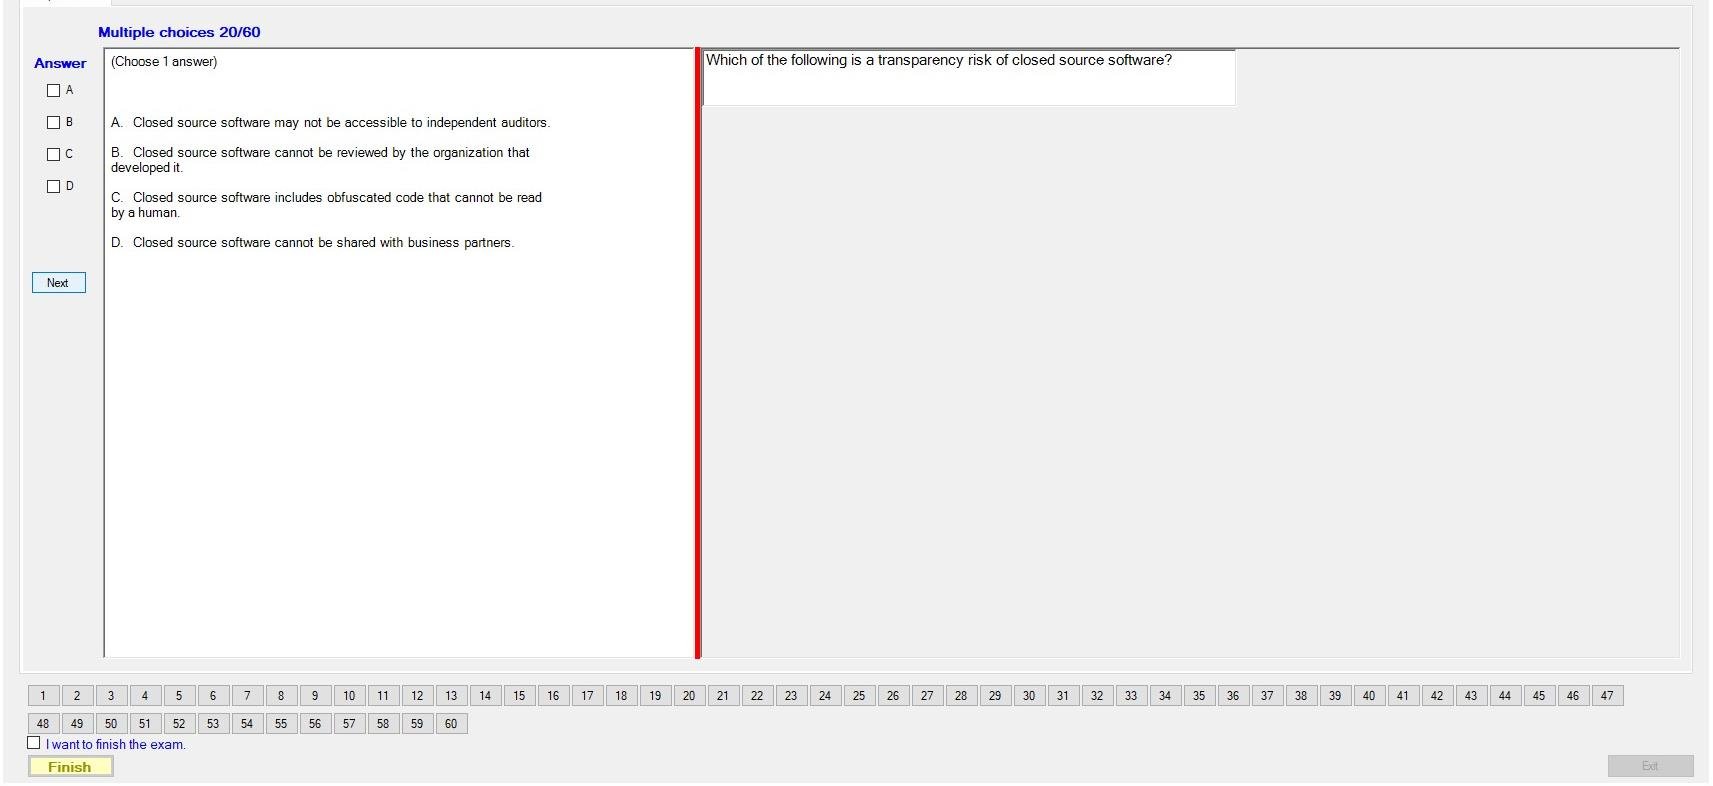 Multiple choices 20/60
Answer
A
B
C
D
Next
(Choose 1 answer)
A. Closed source software may not be accessible to independent auditors.
B. Closed source software cannot be reviewed by the organization that
developed it.
C. Closed source software includes obfuscated code that cannot be read
by a human.
D. Closed source software cannot be shared with business partners.
Which of the following is a transparency risk of closed source software?
1 2 3 4 5 6 7 8 9 10 11 12 13 14 15 16 17 18 19 20 21 22 23 24 25 26 27 28 29 30 31 32 33 34 35 36 37 38 39 40 41 42 43 44 45 46 47
48 49 50 51 52 53 54 55 56 57 58 59 60
I want to finish the exam.
Finish
Exit